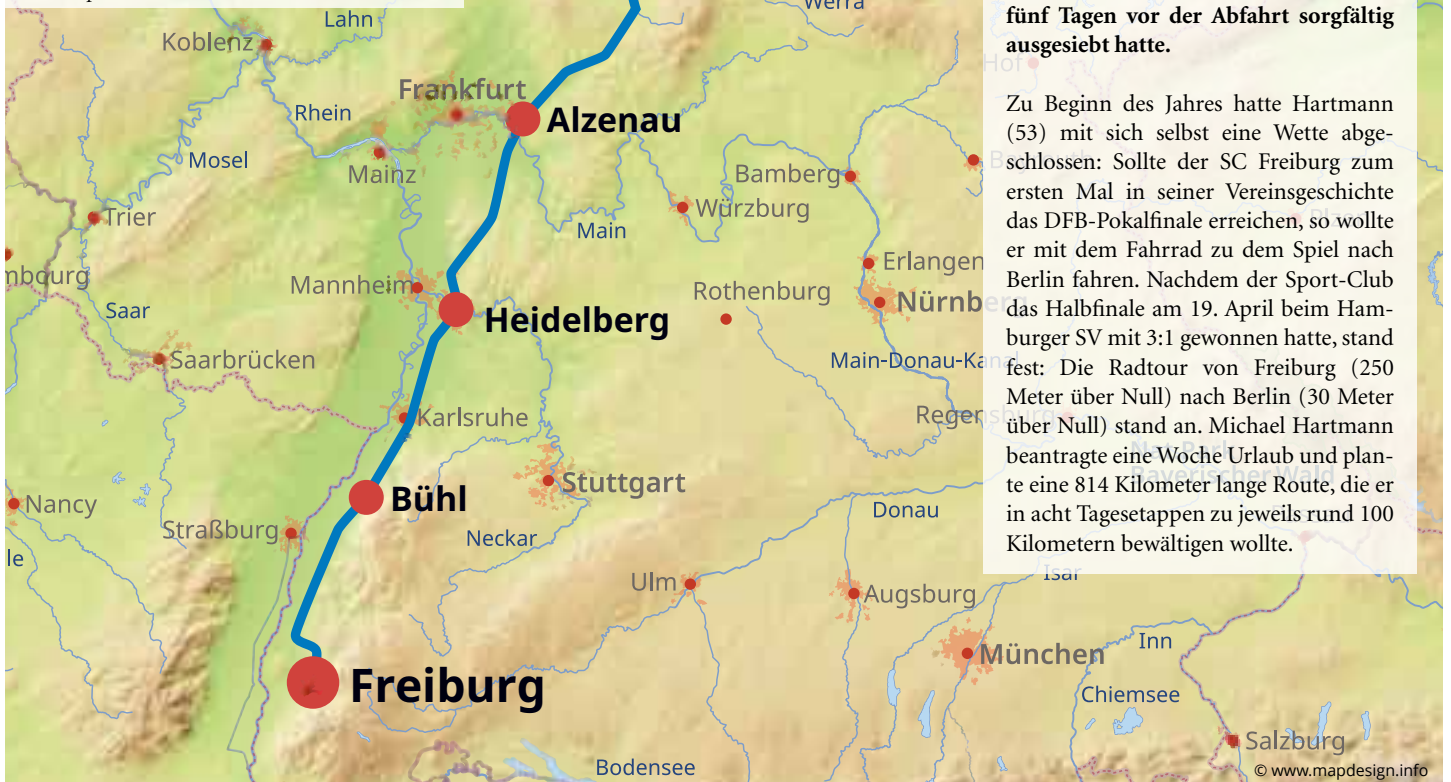 Lahn
Werra
Koblenz
Frankfurt
Alzenau
Rhein
Mosel
Mainz
Bamberg
Würzburg
Trier
Main
Erlangen
Mannheim
Rothenburg
Nürnberg
Saar
Heidelberg
Saarbrücken
Main-Donau-Kanal
Karlsruhe
Regensburg
Stuttgart
Bühl
Nancy
Donau
Straßburg
Neckar
Ulm
Augsburg
Isar
München
Inn
Freiburg
Chiemsee
Salzburg
Bodensee
© www.mapdesign.info
fünf Tagen vor der Abfahrt sorgfältig
ausgesiebt hatte.
Hof
Zu Beginn des Jahres hatte Hartmann
(53) mit sich selbst eine Wette abge-
schlossen: Sollte der SC Freiburg zum
ersten Mal in seiner Vereinsgeschichte
das DFB-Pokalfinale erreichen, so wollte
er mit dem Fahrrad zu dem Spiel nach
Berlin fahren. Nachdem der Sport-Club
das Halbfinale am 19. April beim Ham-
burger SV mit 3:1 gewonnen hatte, stand
fest: Die Radtour von Freiburg (250
Meter über Null) nach Berlin (30 Meter
über Null) stand an. Michael Hartmann
beantragte eine Woche Urlaub und plan-
te eine 814 Kilometer lange Route, die er
in acht Tagesetappen zu jeweils rund 100
Kilometern bewältigen wollte.